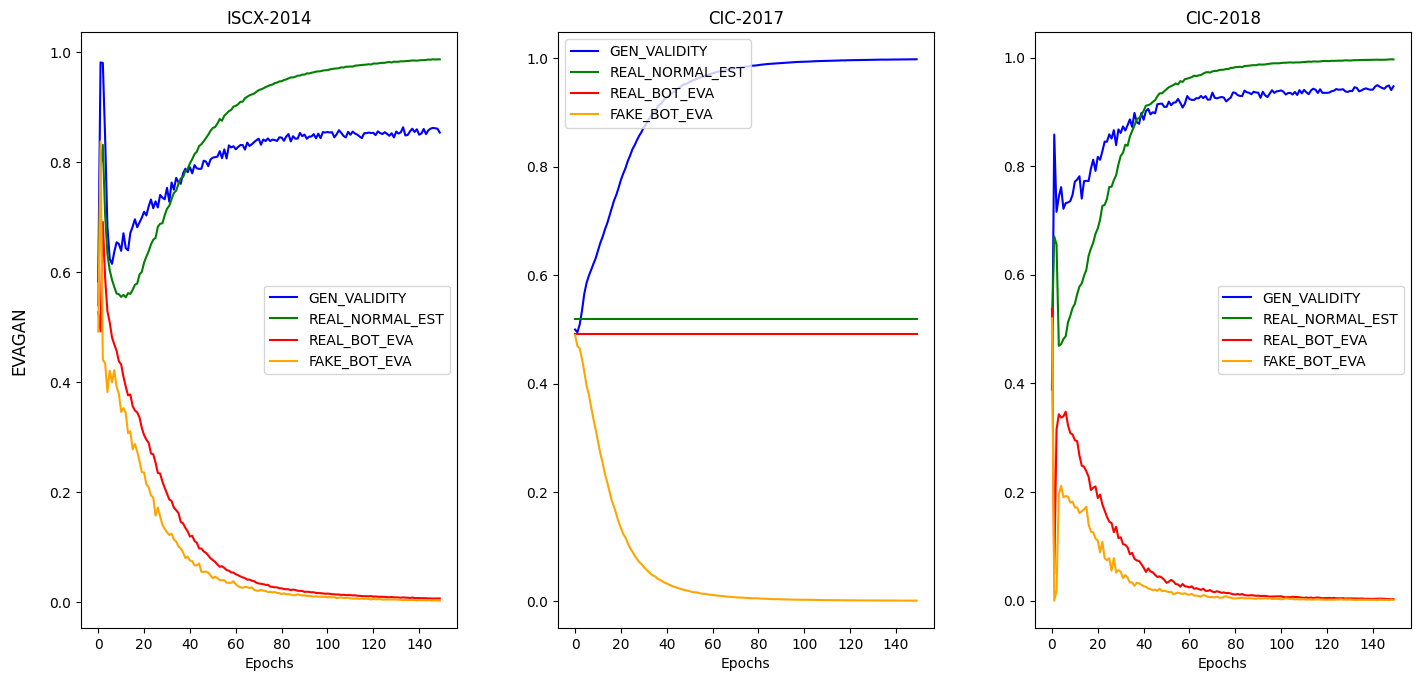 EVAGAN
ISCX-2014
1.0
0.8
0.6
0.4
0.2
0.0
GEN_VALIDITY
REAL_NORMAL_EST
REAL_BOT_EVA
FAKE_BOT_EVA
0 20 40 60 80 100 120 140
Epochs
CIC-2017
1.0
0.8
0.6
0.4
0.2
0.0
GEN_VALIDITY
REAL_NORMAL_EST
REAL_BOT_EVA
FAKE_BOT_EVA
0 20 40 60 80 100 120 140
Epochs
CIC-2018
1.0
0.8
0.6
0.4
0.2
0.0
GEN_VALIDITY
REAL_NORMAL_EST
REAL_BOT_EVA
FAKE_BOT_EVA
0 20 40 60 80 100 120 140
Epochs